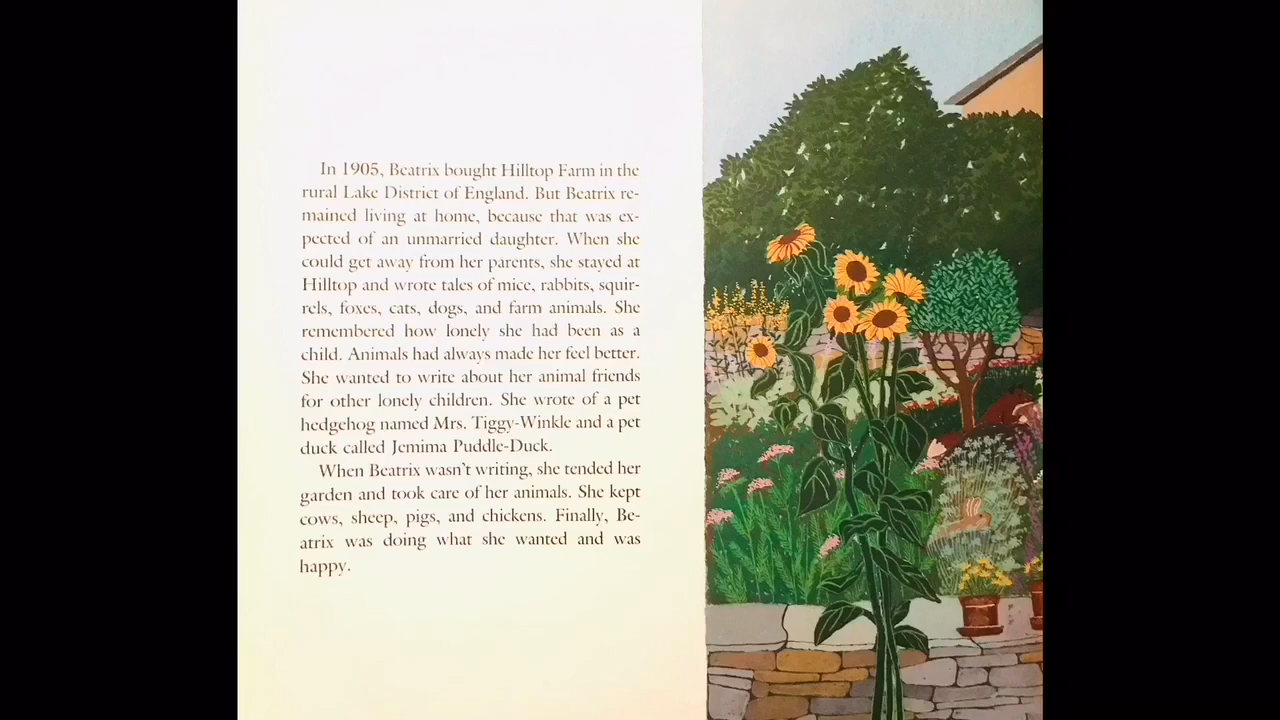 In 1905, Beatrix bought Hilltop Farm in the
rural Lake District of England. But Beatrix re-
mained living at home, because that was ex-
pected of an unmarried daughter. When she
could get away from her parents, she stayed at
Hilltop and wrote tales of mice, rabbits, squir-
rels, foxes, cats, dogs, and farm animals. She
remembered how lonely she had been as a
child. Animals had always made her feel better.
She wanted to write about her animal friends
for other lonely children. She wrote of a pet
hedgehog named Mrs. Tiggy-Winkle and a pet
duck called Jemima Puddle-Duck.
When Beatrix wasn't writing, she tended her
garden and took care of her animals. She kept
cows, sheep, pigs, and chickens. Finally, Be-
atrix was doing what she wanted and was
happy.